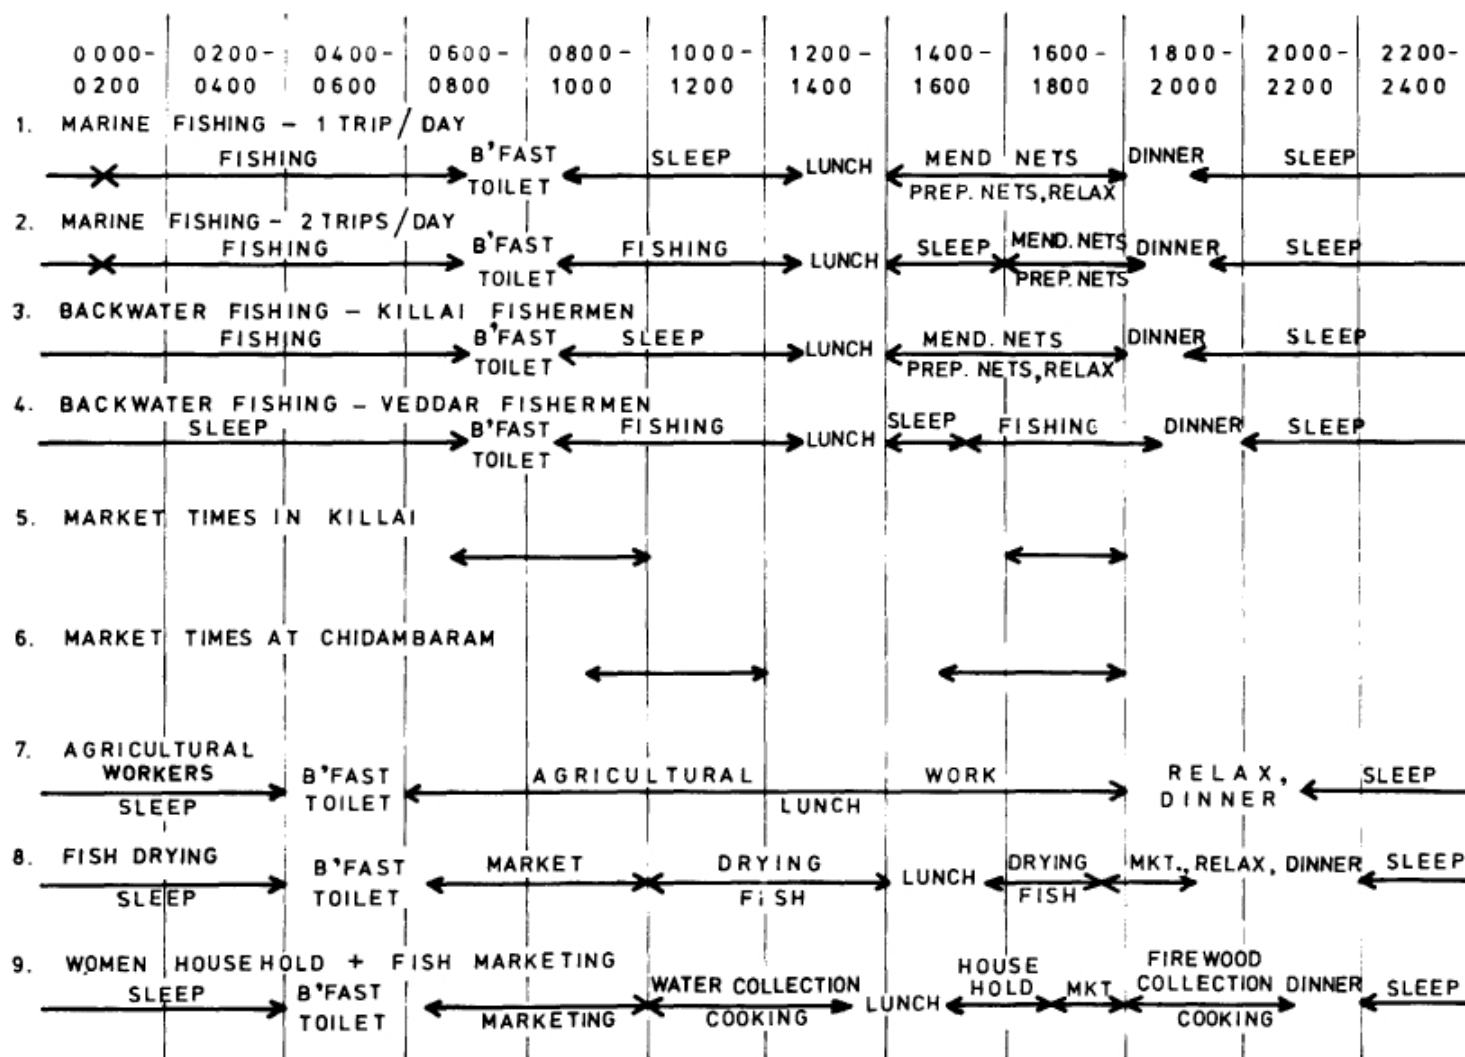 0000- 0200- 0400- 0600- 0800- 1000- 1200- 1400- 1600- 1800- 2000- 2200-
0200 0400 0600 0800 1000 1200 1400 1600 1800 2000 2200 2400
1. MARINE FISHING - 1 TRIP/DAY
FISHING B'FAST SLEEP LUNCH MEND NETS DINNER SLEEP
TOILET PREP. NETS, RELAX
2. MARINE FISHING - 2 TRIPS/DAY
FISHING B'FAST FISHING LUNCH SLEEP MEND. NETS DINNER SLEEP
TOILET PREP. NETS
3. BACKWATER FISHING - KILLAI FISHERMEN
FISHING B'FAST SLEEP LUNCH MEND. NETS DINNER SLEEP
TOILET PREP. NETS, RELAX
4. BACKWATER FISHING - VEDDAR FISHERMEN
SLEEP B'FAST FISHING LUNCH SLEEP FISHING DINNER SLEEP
TOILET
5. MARKET TIMES IN KILLAI
6. MARKET TIMES AT CHIDAMBARAM
7. AGRICULTURAL
WORKERS B'FAST AGRICULTURAL WORK RELAX, SLEEP
SLEEP TOILET LUNCH DINNER
8. FISH DRYING B'FAST MARKET DRYING LUNCH DRYING MKT., RELAX, DINNER SLEEP
SLEEP TOILET FISH FISH
9. WOMEN HOUSEHOLD + FISH MARKETING
SLEEP B'FAST WATER COLLECTION LUNCH HOUSE HOLD MKT FIREWOOD COLLECTION DINNER SLEEP
TOILET MARKETING COOKING COOKING